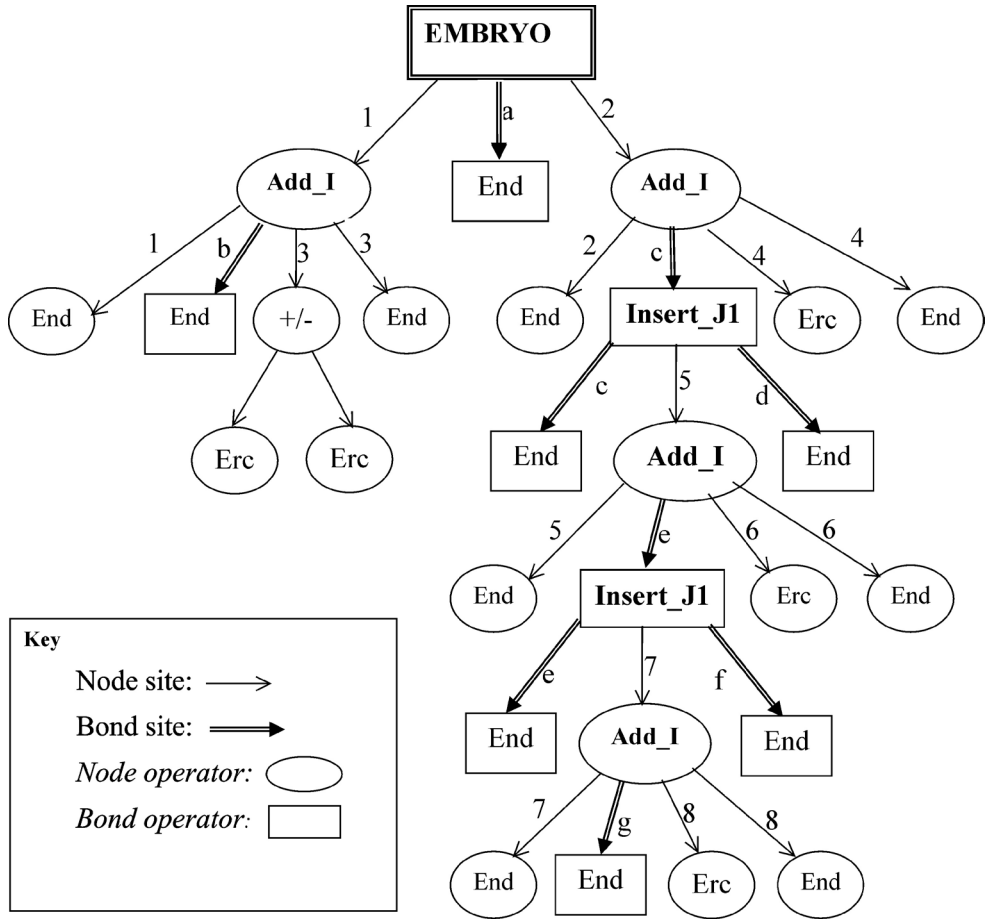 EMBRYO
1 a 2
Add_I End Add_I
1 b 3 3 2 c 4 4
End End +/- End End Insert_J1 Erc End
c 5 d
Erc Erc End Add_I End
5 e 6 6
End Insert_J1 Erc End
e 7 f
End Add_I End
7 g 8 8
End End Erc End
Key
Node site:
Bond site:
Node operator:
Bond operator: